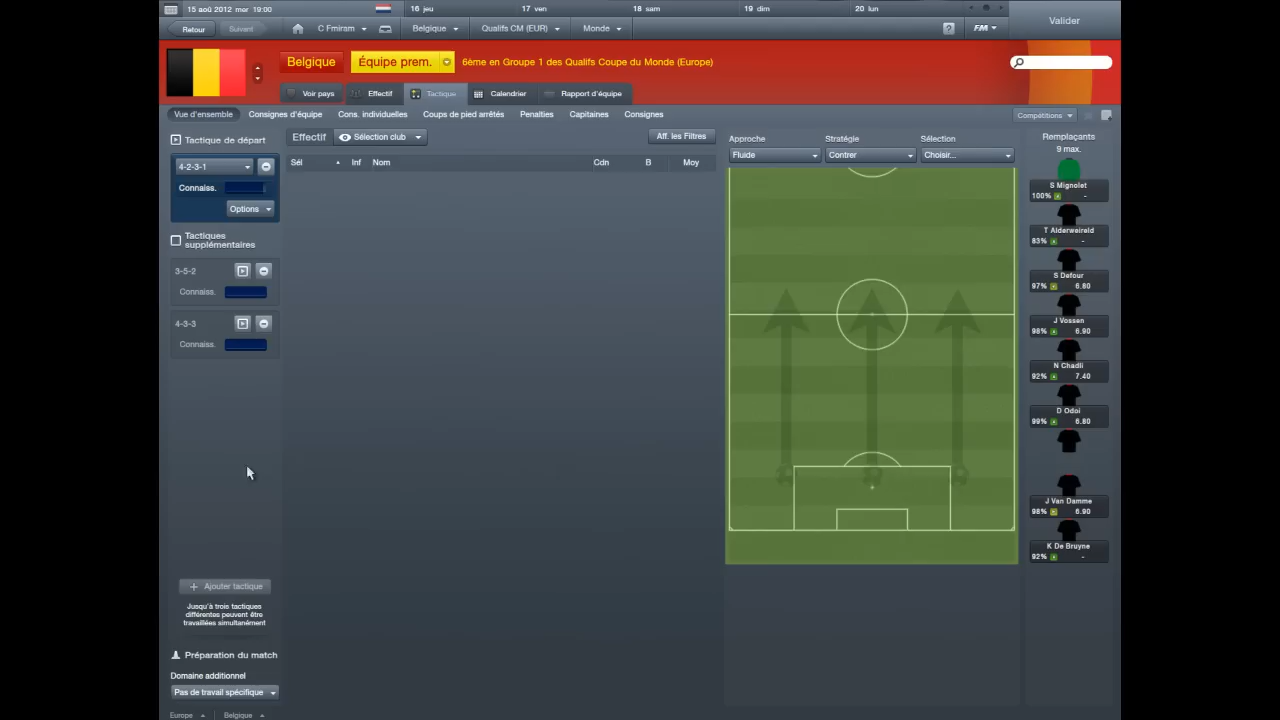 15 aoû 2012 mer 19:00
16 jeu
17 ven
18 sam
19 dim
20 lun
Retour
Suivant
C Fmiram
Belgique
Qualifs CM (EUR)
Monde
?
FM
Valider
Belgique
Équipe prem.
6ème en Groupe 1 des Qualifs Coupe du Monde (Europe)
Voir pays
Effectif
Tactique
Calendrier
Rapport d'équipe
Vue d'ensemble
Consignes d'équipe
Cons. individuelles
Coups de pied arrêtés
Penalties
Capitaines
Consignes
Compétitions
Tactique de départ
4-2-3-1
Connaiss.
Options
Tactiques
supplémentaires
3-5-2
Connaiss.
4-3-3
Connaiss.
+ Ajouter tactique
Jusqu'à trois tactiques
différentes peuvent être
travaillées simultanément
Préparation du match
Domaine additionnel
Pas de travail spécifique
Europe
Belgique
Effectif
Sélection club
Aff. les Filtres
Sél
Inf
Nom
Cdn
B
Moy
Approche
Stratégie
Sélection
Fluide
Contrer
Choisir...
Remplaçants
9 max.
S Mignolet
100% -
T Alderweireld
83% -
S Defour
97% 6.80
J Vossen
98% 6.90
N Chadli
92% 7.40
D Odoi
99% 6.80
J Van Damme
98% 6.90
K De Bruyne
92% -